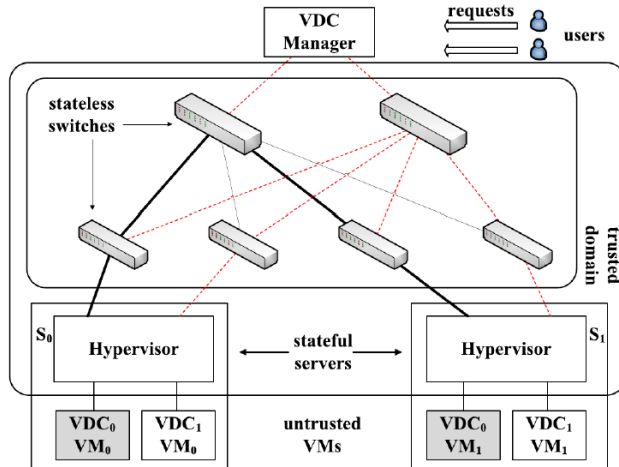 requests
users
VDC
Manager
stateless
switches
trusted
domain
S₀
Hypervisor
stateful
servers
Hypervisor
S₁
VDC₀
VM₀
VDC₁
VM₀
untrusted
VMs
VDC₀
VM₁
VDC₁
VM₁